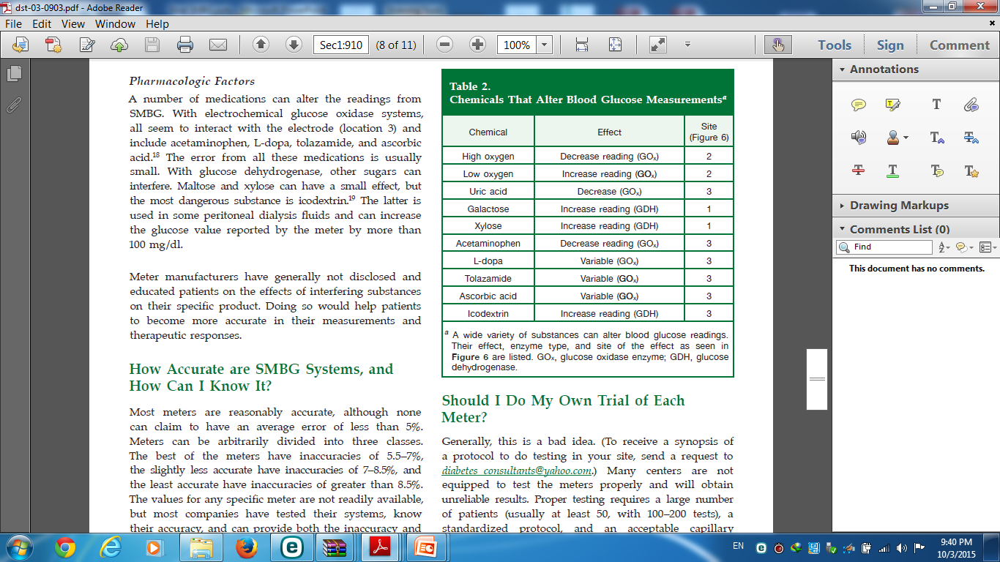 dst-03-0903.pdf - Adobe Reader
File Edit View Window Help
Sec1:910 (8 of 11) 100% Tools Sign Comment
Pharmacologic Factors
A number of medications can alter the readings from
SMBG. With electrochemical glucose oxidase systems,
all seem to interact with the electrode (location 3) and
include acetaminophen, L-dopa, tolazamide, and ascorbic
acid.¹⁸ The error from all these medications is usually
small. With glucose dehydrogenase, other sugars can
interfere. Maltose and xylose can have a small effect, but
the most dangerous substance is icodextrin.¹⁹ The latter is
used in some peritoneal dialysis fluids and can increase
the glucose value reported by the meter by more than
100 mg/dl.
Meter manufacturers have generally not disclosed and
educated patients on the effects of interfering substances
on their specific product. Doing so would help patients
to become more accurate in their measurements and
therapeutic responses.
How Accurate are SMBG Systems, and
How Can I Know It?
Most meters are reasonably accurate, although none
can claim to have an average error of less than 5%.
Meters can be arbitrarily divided into three classes.
The best of the meters have inaccuracies of 5.5–7%,
the slightly less accurate have inaccuracies of 7–8.5%, and
the least accurate have inaccuracies of greater than 8.5%.
The values for any specific meter are not readily available,
but most companies have tested their systems, know
their accuracy, and can provide both the inaccuracy and
Table 2.
Chemicals That Alter Blood Glucose Measurementsᵃ
Chemical Effect Site (Figure 6)
High oxygen Decrease reading (GOₓ) 2
Low oxygen Increase reading (GOₓ) 2
Uric acid Decrease (GOₓ) 3
Galactose Increase reading (GDH) 1
Xylose Increase reading (GDH) 1
Acetaminophen Decrease reading (GOₓ) 3
L-dopa Variable (GOₓ) 3
Tolazamide Variable (GOₓ) 3
Ascorbic acid Variable (GOₓ) 3
Icodextrin Increase reading (GDH) 3
ᵃ A wide variety of substances can alter blood glucose readings.
Their effect, enzyme type, and site of the effect as seen in
Figure 6 are listed. GOₓ, glucose oxidase enzyme; GDH, glucose
dehydrogenase.
Should I Do My Own Trial of Each
Meter?
Generally, this is a bad idea. (To receive a synopsis of
a protocol to do testing in your site, send a request to
diabetes_consultants@yahoo.com.) Many centers are not
equipped to test the meters properly and will obtain
unreliable results. Proper testing requires a large number
of patients (usually at least 50, with 100–200 tests), a
standardized protocol, and an acceptable capillary
Annotations
Drawing Markups
Comments List (0)
Find
This document has no comments.
EN
9:40 PM
10/3/2015